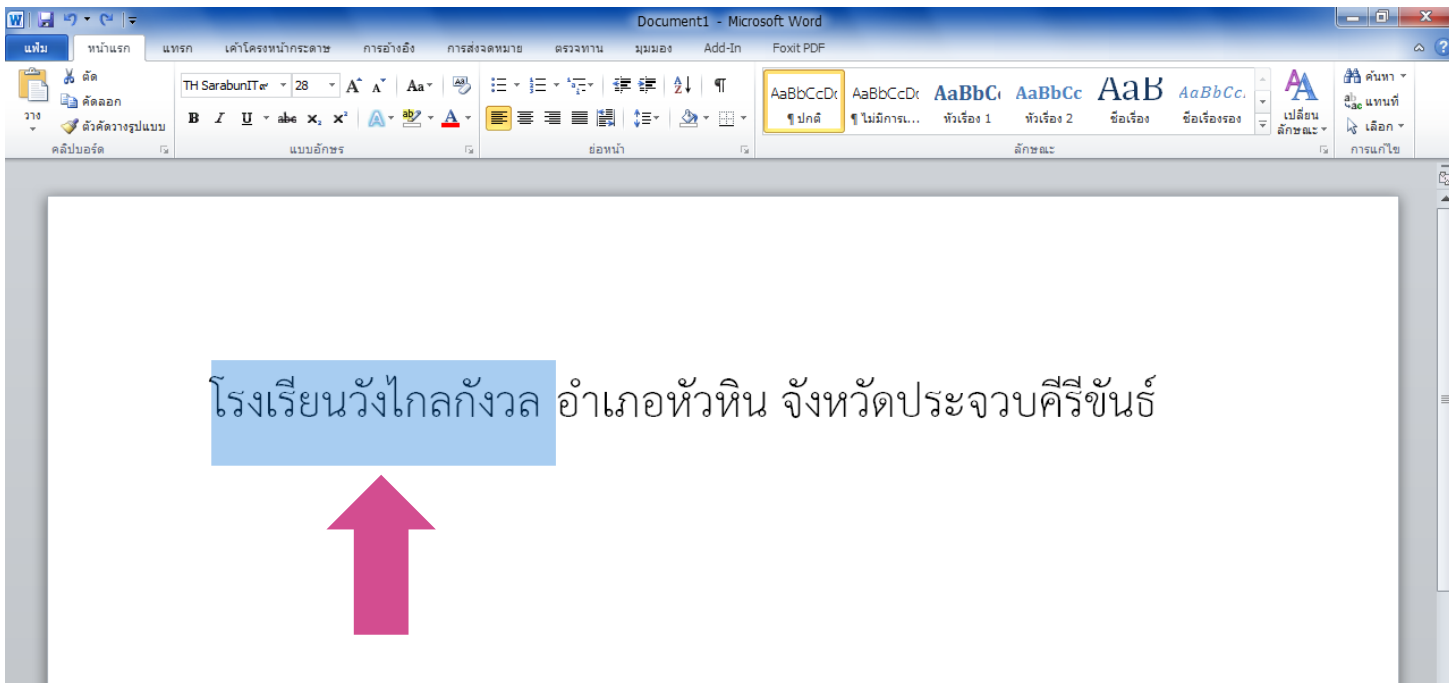 Document1 - Microsoft Word
แฟ้ม หน้าแรก แทรก เค้าโครงหน้ากระดาษ การอ้างอิง การส่งจดหมาย ตรวจทาน มุมมอง Add-In Foxit PDF
วาง
ตัด
คัดลอก
ตัวคัดวางรูปแบบ
คลิปบอร์ด
TH SarabunIT๙ 28
แบบอักษร
ย่อหน้า
AaBbCcDc AaBbCcDc AaBbC AaBbCc AaB AaBbCc.
¶ ปกติ ¶ ไม่มีการเ... หัวเรื่อง 1 หัวเรื่อง 2 ชื่อเรื่อง ชื่อเรื่องรอง
เปลี่ยน
ลักษณะ
ลักษณะ
ค้นหา
แทนที่
เลือก
การแก้ไข
โรงเรียนวังไกลกังวล อำเภอหัวหิน จังหวัดประจวบคีรีขันธ์